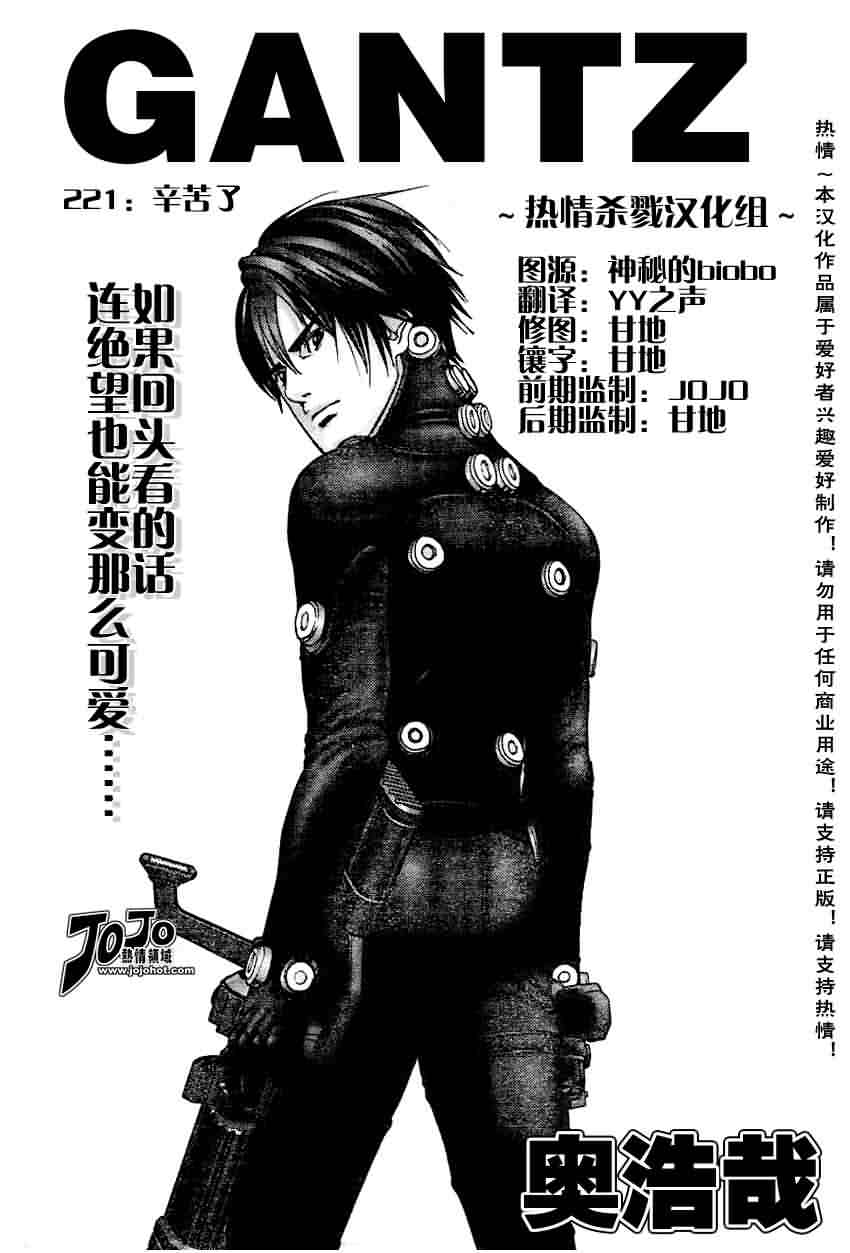 GANTZ
221：辛苦了
~热情杀戮汉化组~
图源：神秘的biobo
翻译：YY之声
修图：甘地
镶字：甘地
前期监制：JOJO
后期监制：甘地
热情~本汉化作品属于爱好者兴趣爱好制作！请勿用于任何商业用途！请支持正版！请支持热情！
如果回头看的话
连绝望也能变那么可爱……
JOJO
热情領域
www.jojohot.com
奥浩哉